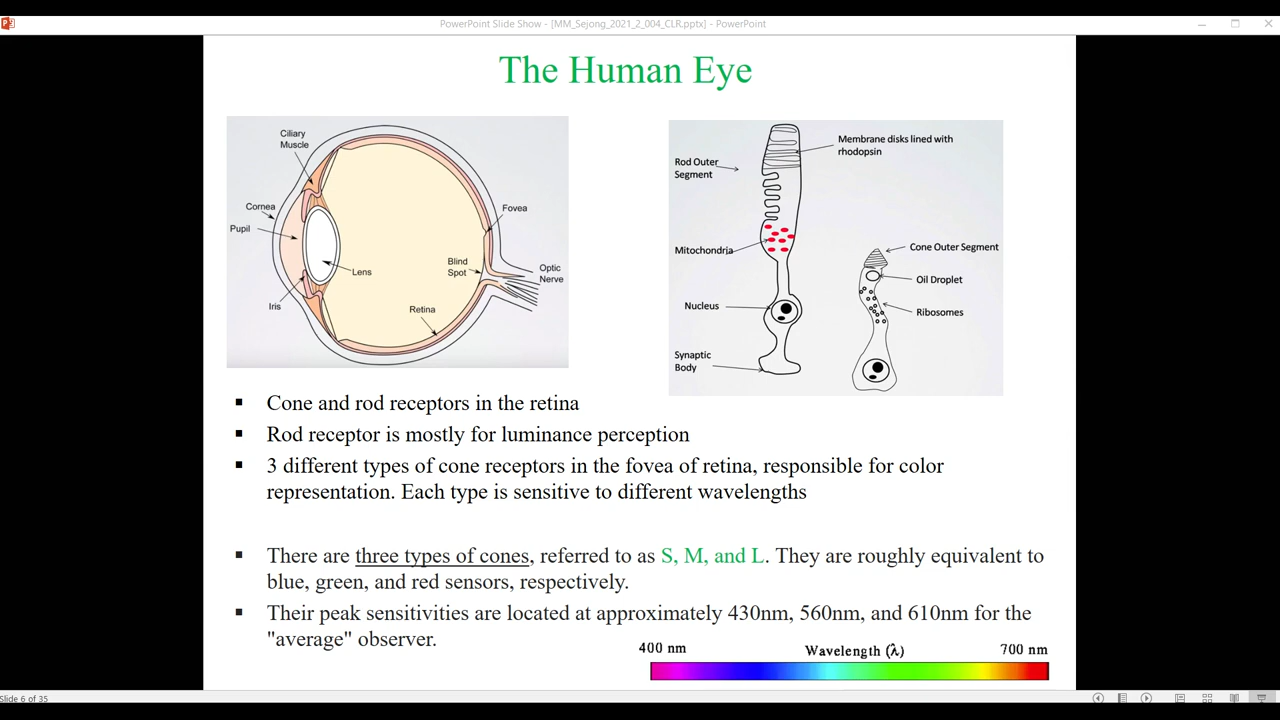 PowerPoint Slide Show - [MM_Sejong_2021_2_004_CLR.pptx] - PowerPoint
The Human Eye
Ciliary
Muscle
Cornea
Pupil
Iris
Lens
Retina
Blind
Spot
Fovea
Optic
Nerve
Rod Outer
Segment
Membrane disks lined with
rhodopsin
Mitochondria
Nucleus
Synaptic
Body
Cone Outer Segment
Oil Droplet
Ribosomes
▪ Cone and rod receptors in the retina
▪ Rod receptor is mostly for luminance perception
▪ 3 different types of cone receptors in the fovea of retina, responsible for color
representation. Each type is sensitive to different wavelengths
▪ There are three types of cones, referred to as S, M, and L. They are roughly equivalent to
blue, green, and red sensors, respectively.
▪ Their peak sensitivities are located at approximately 430nm, 560nm, and 610nm for the
"average" observer.
400 nm Wavelength (λ) 700 nm
Slide 6 of 35